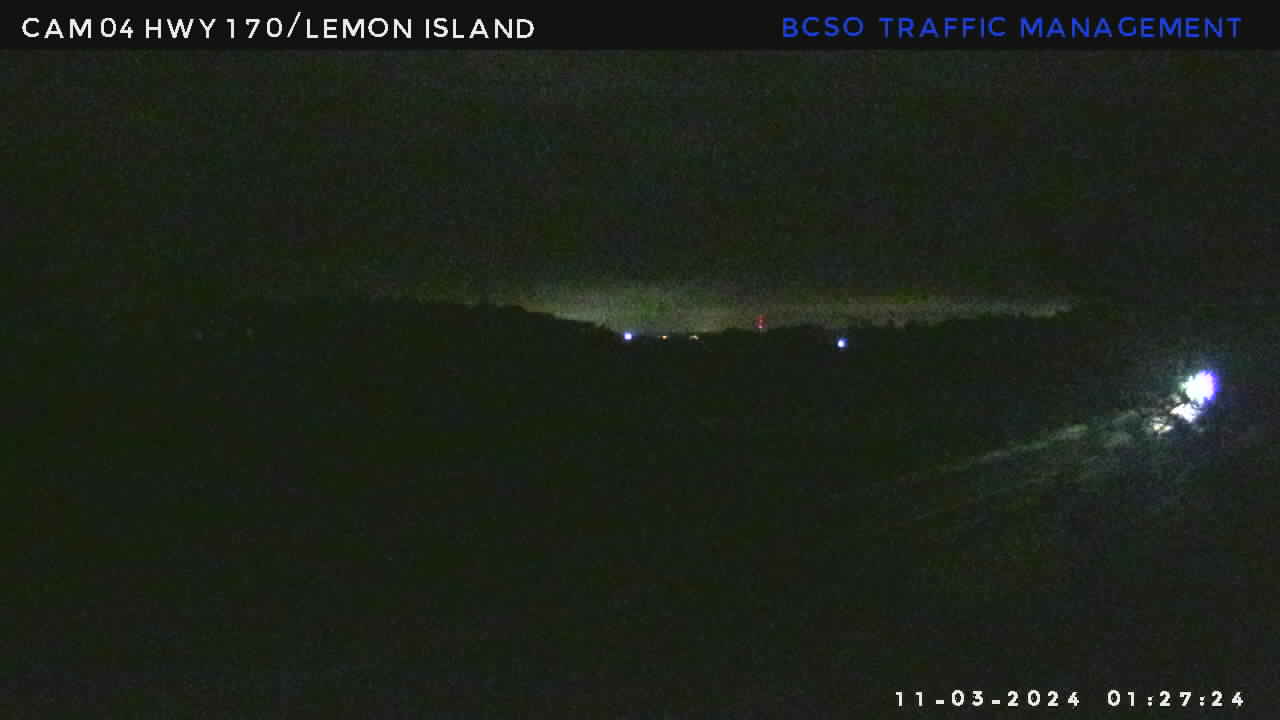 CAM04 HWY 170/LEMON ISLAND
BCSO TRAFFIC MANAGEMENT
11-03-2024 01:27:24